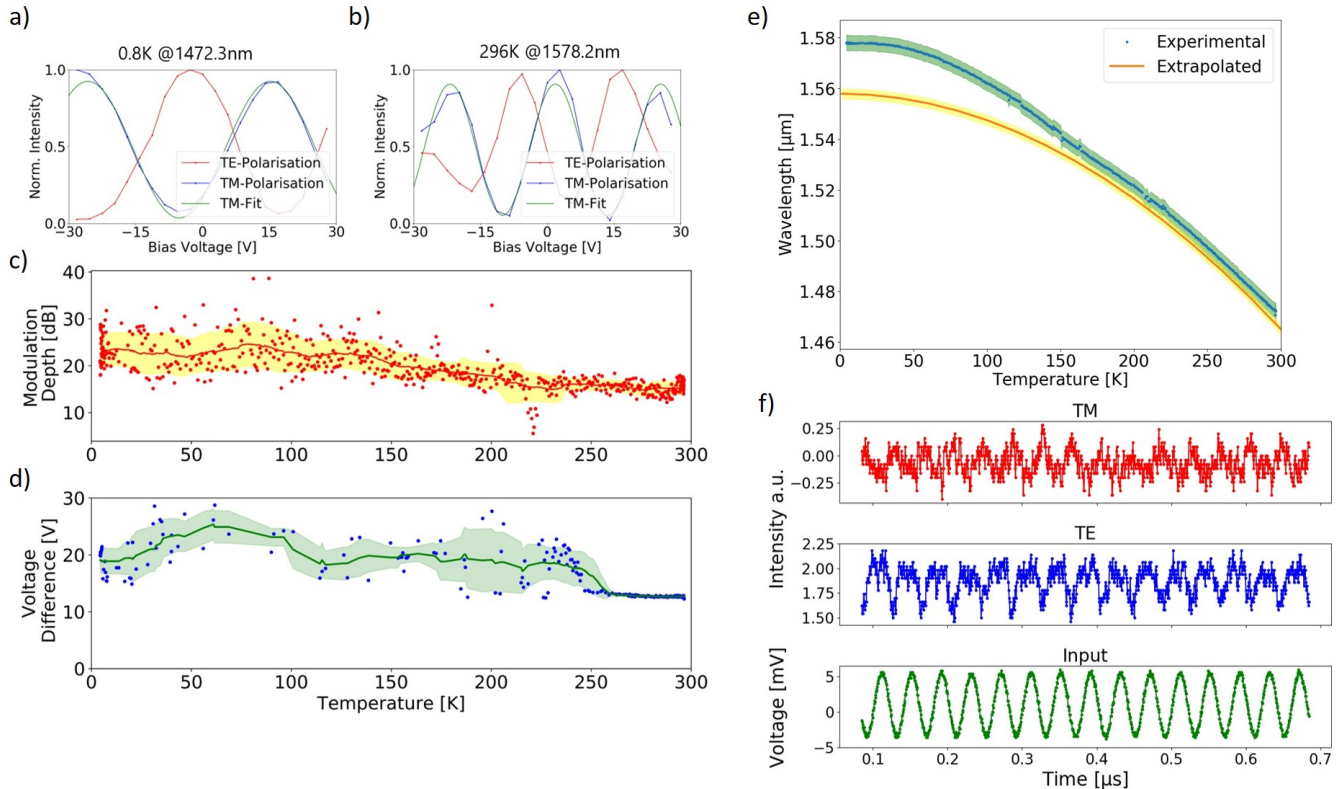 a)
0.8K @1472.3nm
Norm. Intensity
1.0
0.5
0.0
TE-Polarisation
TM-Polarisation
TM-Fit
−30 −15 0 15 30
Bias Voltage [V]
b)
296K @1578.2nm
Norm. Intensity
1.0
0.5
0.0
TE-Polarisation
TM-Polarisation
TM-Fit
−30 −15 0 15 30
Bias Voltage [V]
c)
Modulation
Depth [dB]
40
30
20
10
0 50 100 150 200 250 300
d)
Voltage
Difference [V]
30
20
10
0
0 50 100 150 200 250 300
Temperature [K]
e)
Wavelength [µm]
1.58
1.56
1.54
1.52
1.50
1.48
1.46
Experimental
Extrapolated
0 50 100 150 200 250 300
Temperature [K]
f)
TM
Intensity a.u.
0.25
0.00
−0.25
TE
2.25
2.00
1.75
1.50
Input
Voltage [mV]
5
0
−5
0.1 0.2 0.3 0.4 0.5 0.6 0.7
Time [µs]